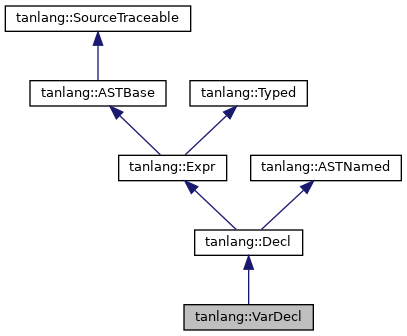 tanlang::SourceTraceable
tanlang::ASTBase
tanlang::Typed
tanlang::Expr
tanlang::ASTNamed
tanlang::Decl
tanlang::VarDecl